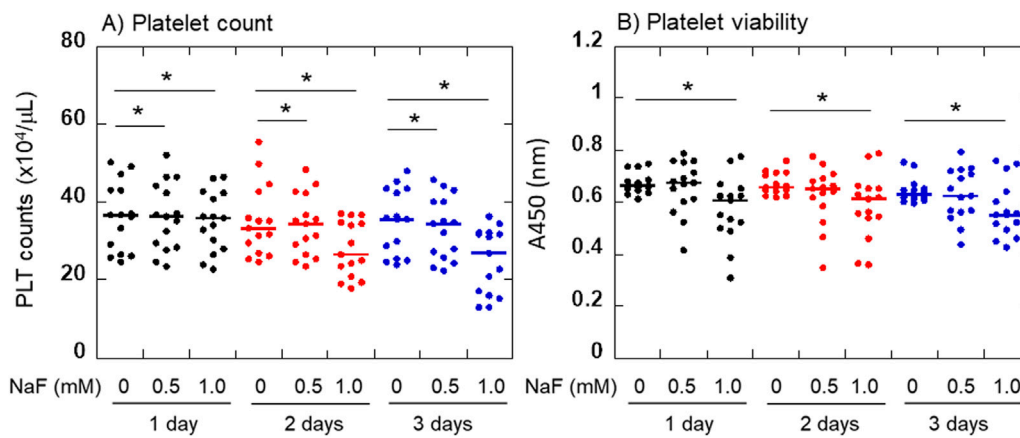 A) Platelet count
80
60
40
20
0
PLT counts (x10⁴/μL)
* * * * * *
NaF (mM) 0 0.5 1.0 0 0.5 1.0 0 0.5 1.0
1 day 2 days 3 days
B) Platelet viability
1.2
1
0.8
0.6
0.4
0.2
0
A450 (nm)
* * *
NaF (mM) 0 0.5 1.0 0 0.5 1.0 0 0.5 1.0
1 day 2 days 3 days